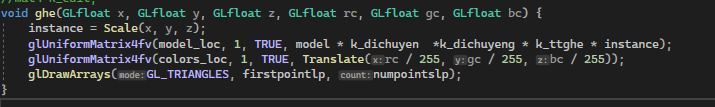 void ghe(GLfloat x, GLfloat y, GLfloat z, GLfloat rc, GLfloat gc, GLfloat bc) {
instance = Scale(x, y, z);
glUniformMatrix4fv(model_loc, 1, TRUE, model * k_dichuyen *k_dichuyeng * k_ttghe * instance);
glUniformMatrix4fv(colors_loc, 1, TRUE, Translate(x:rc / 255, y:gc / 255, z:bc / 255));
glDrawArrays(mode:GL_TRIANGLES, firstpointlp, count:numpointslp);
}